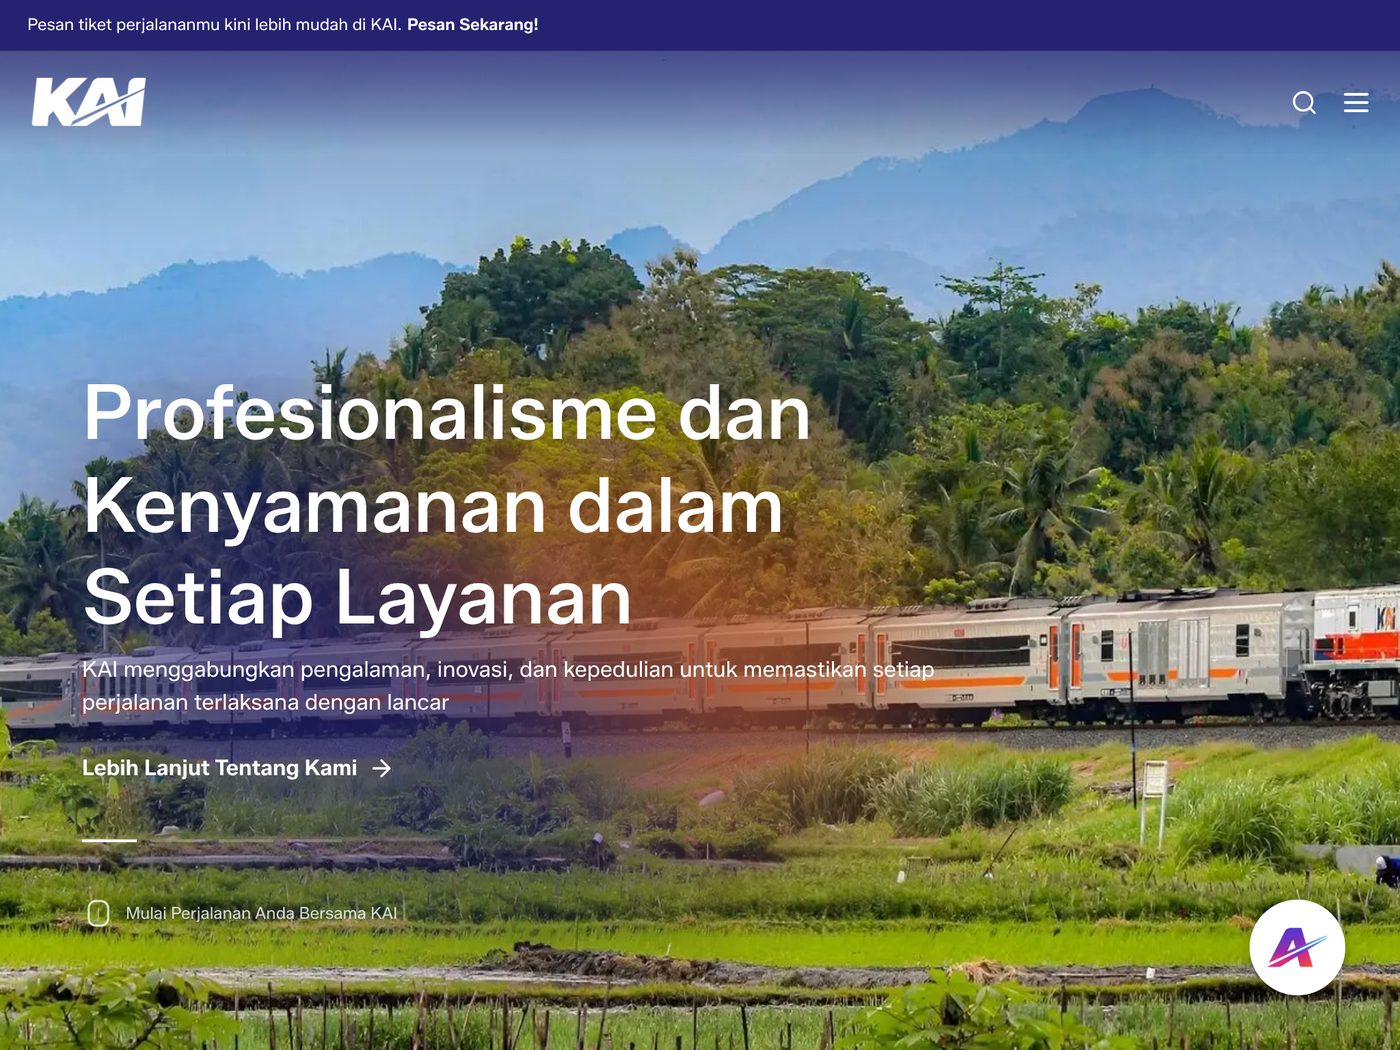 Pesan tiket perjalananmu kini lebih mudah di KAI. Pesan Sekarang!
KAI
Profesionalisme dan
Kenyamanan dalam
Setiap Layanan
KAI menggabungkan pengalaman, inovasi, dan kepedulian untuk memastikan setiap
perjalanan terlaksana dengan lancar
KAI
Lebih Lanjut Tentang Kami
Mulai Perjalanan Anda Bersama KAI
A